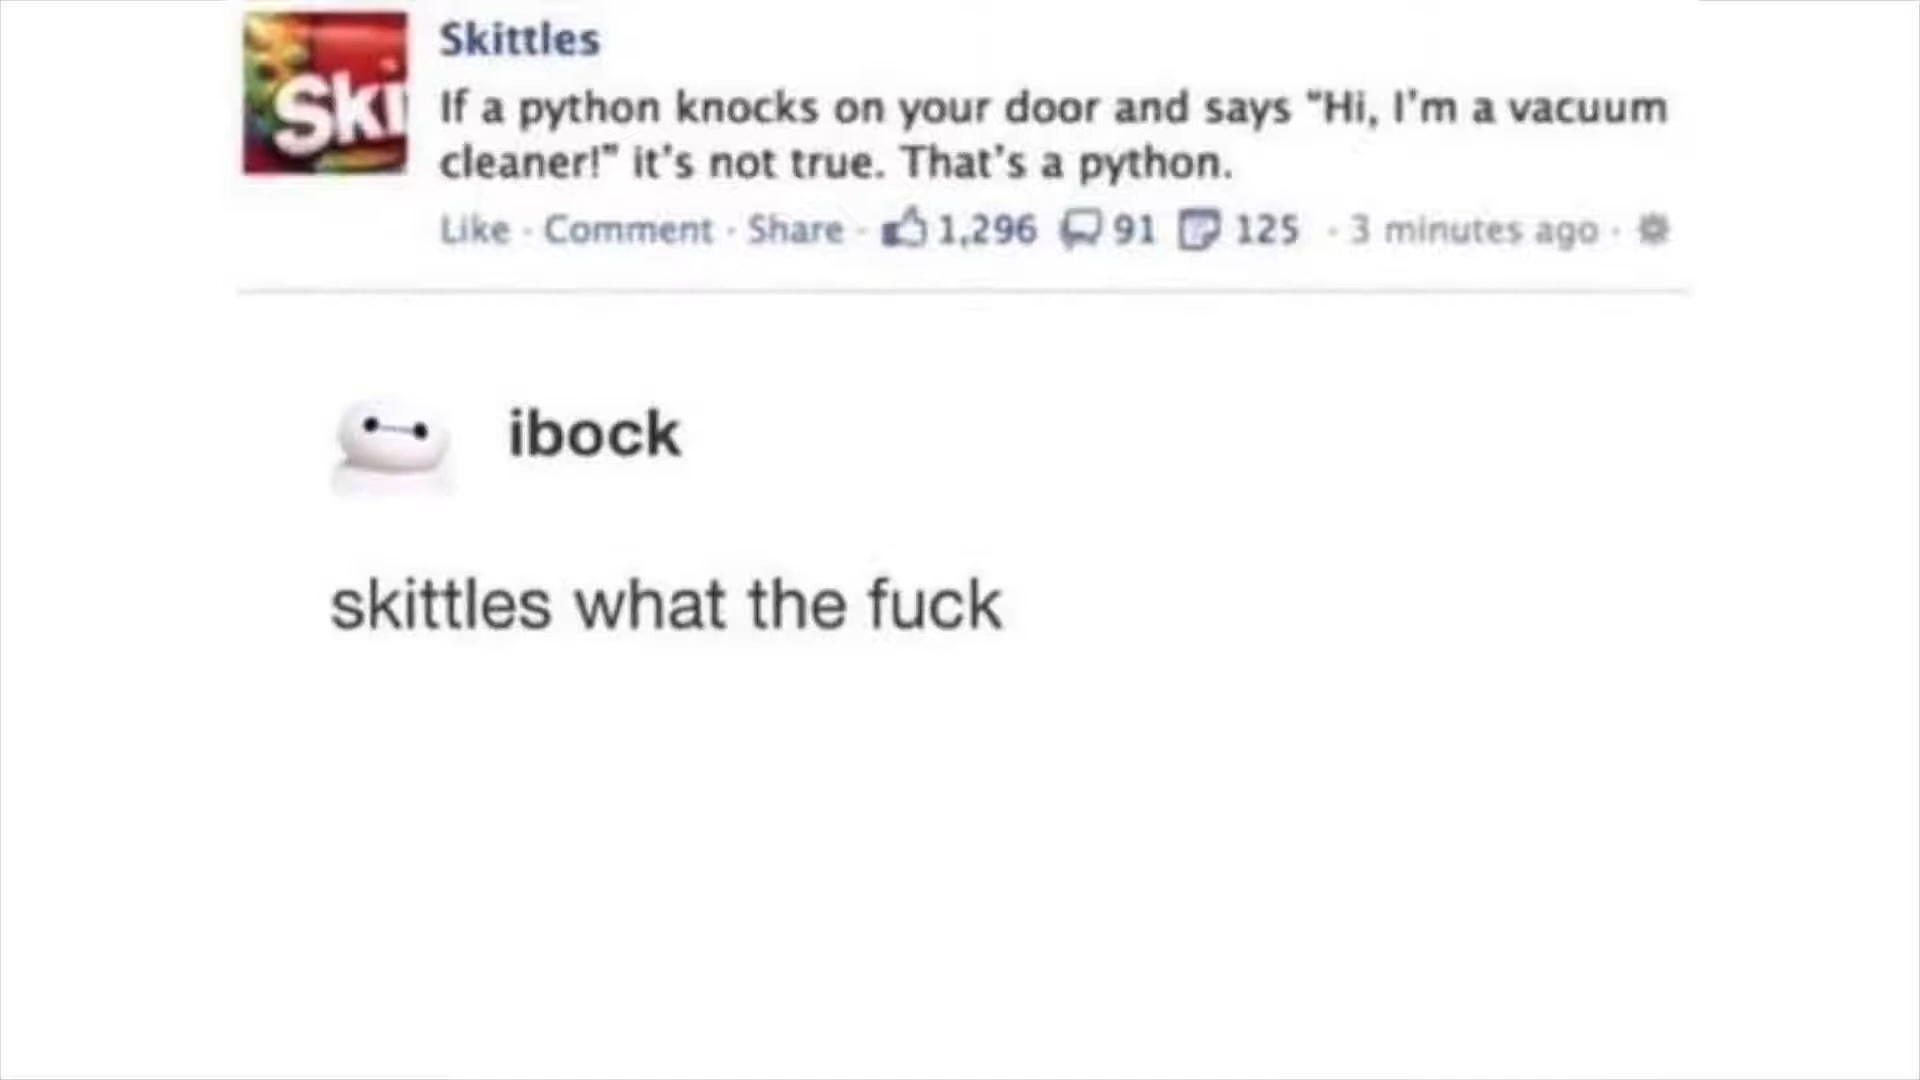 Ski
Skittles
If a python knocks on your door and says "Hi, I'm a vacuum
cleaner!" it's not true. That's a python.
Like · Comment · Share · 1,296 91 125 · 3 minutes ago ·
ibock
skittles what the fuck